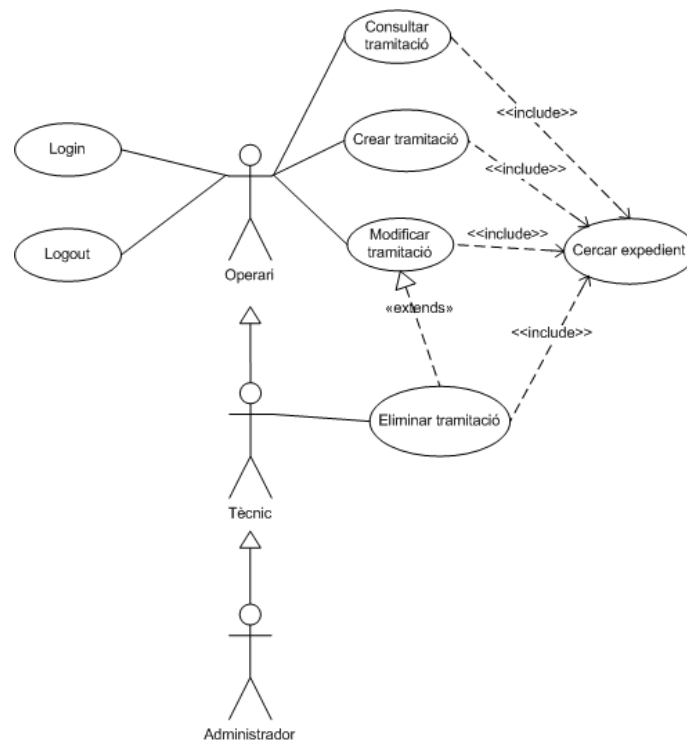 Consultar
tramitació
<<include>>
Login
Crear tramitació
<<include>>
Logout
Modificar
tramitació
<<include>>
Cercar expedient
Operari
«extends»
<<include>>
Eliminar tramitació
Tècnic
Administrador